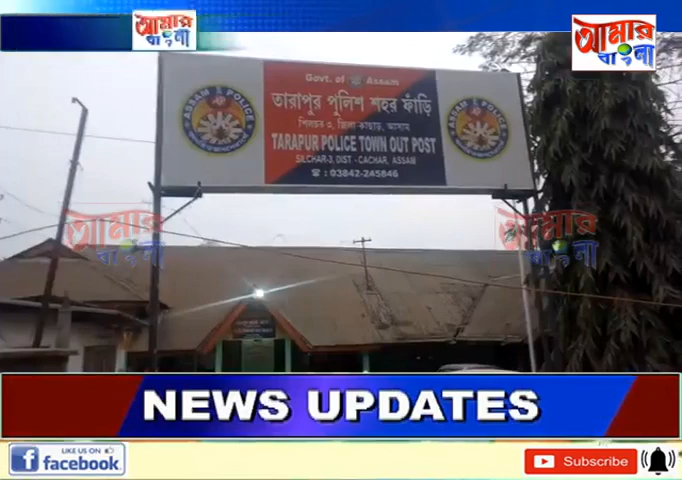 আমার
বাংলা
আমার
বাংলা
Govt. of Assam
তারাপুর পুলিশ শহর ফাঁড়ি
শিলচর ৩, জিলা কাছাড়, আসাম
TARAPUR POLICE TOWN OUT POST
SILCHAR-3, DIST - CACHAR, ASSAM
☎ : 03842-245846
ASSAM POLICE
ASSAM POLICE
আমার
বাংলা
আমার
বাংলা
NEWS UPDATES
LIKE US ON
facebook.
Subscribe